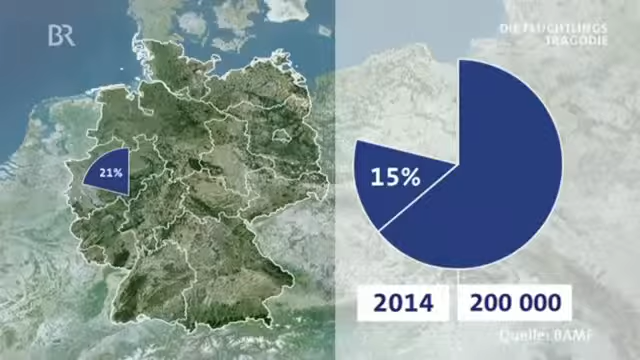 BR
DIE FLÜCHTLINGS
TRAGÖDIE
21%
15%
2014
200 000
Quelle: BAMF